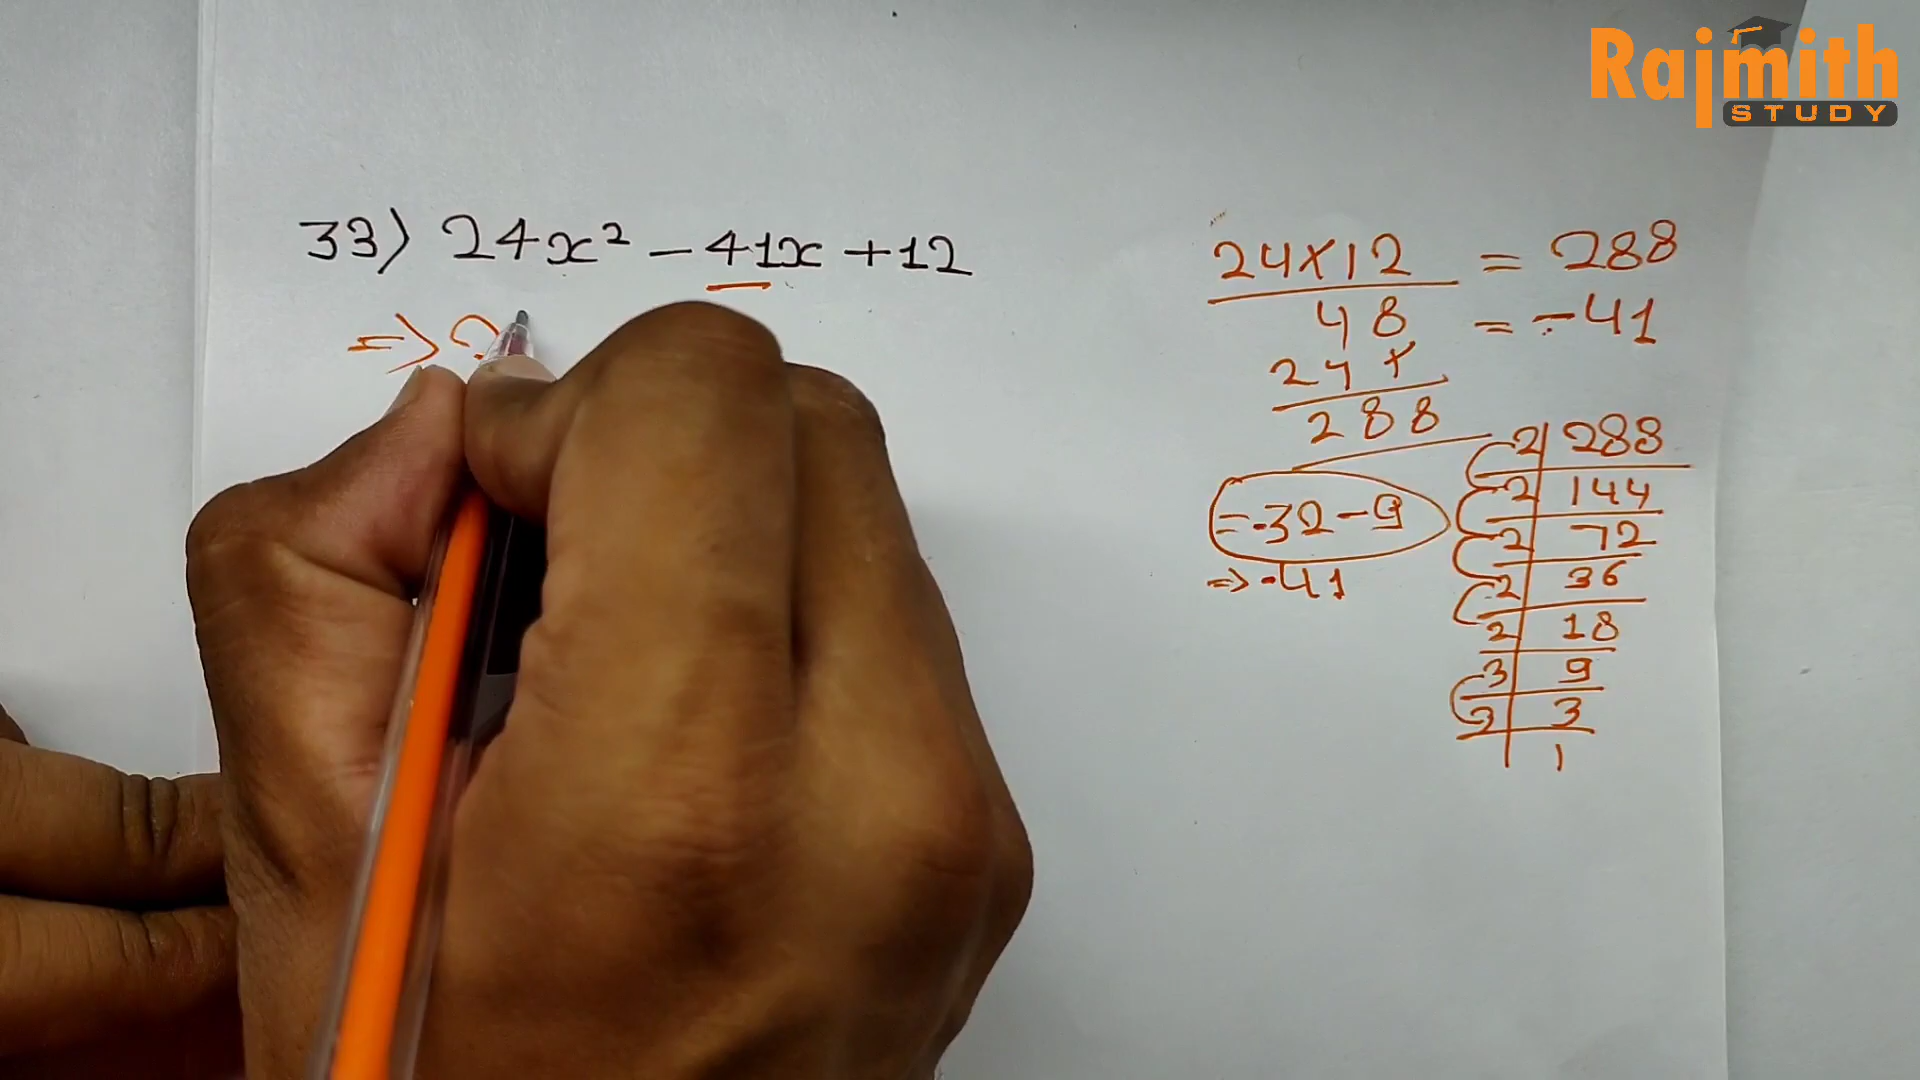 Rajmith
STUDY
33) 24x² - 41x + 12
=> 2
24×12 = 288
48 = -41
24×
288
= -32 - 9
=> -41
2 | 288
2 | 144
2 | 72
2 | 36
2 | 18
3 | 9
3 | 3
1